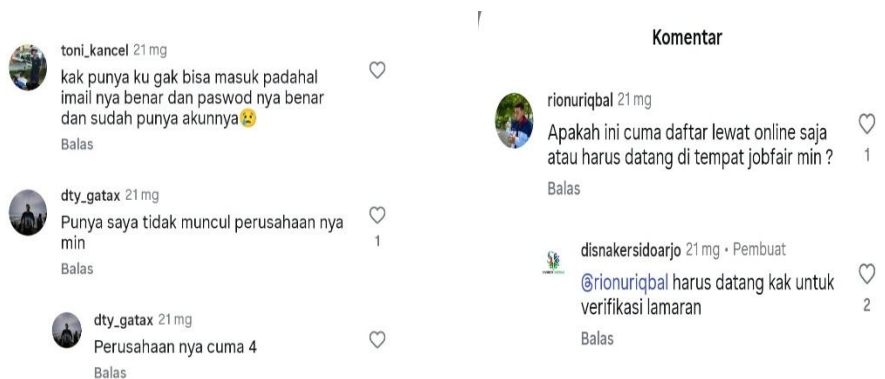 toni_kancel 21 mg
kak punya ku gak bisa masuk padahal
imail nya benar dan paswod nya benar
dan sudah punya akunnya😢
Balas
dty_gatax 21 mg
Punya saya tidak muncul perusahaan nya
min
1
Balas
dty_gatax 21 mg
Perusahaan nya cuma 4
Balas
Komentar
rionuriqbal 21 mg
Apakah ini cuma daftar lewat online saja
atau harus datang di tempat jobfair min ?
1
Balas
disnakersidoarjo 21 mg • Pembuat
@rionuriqbal harus datang kak untuk
verifikasi lamaran
2
Balas